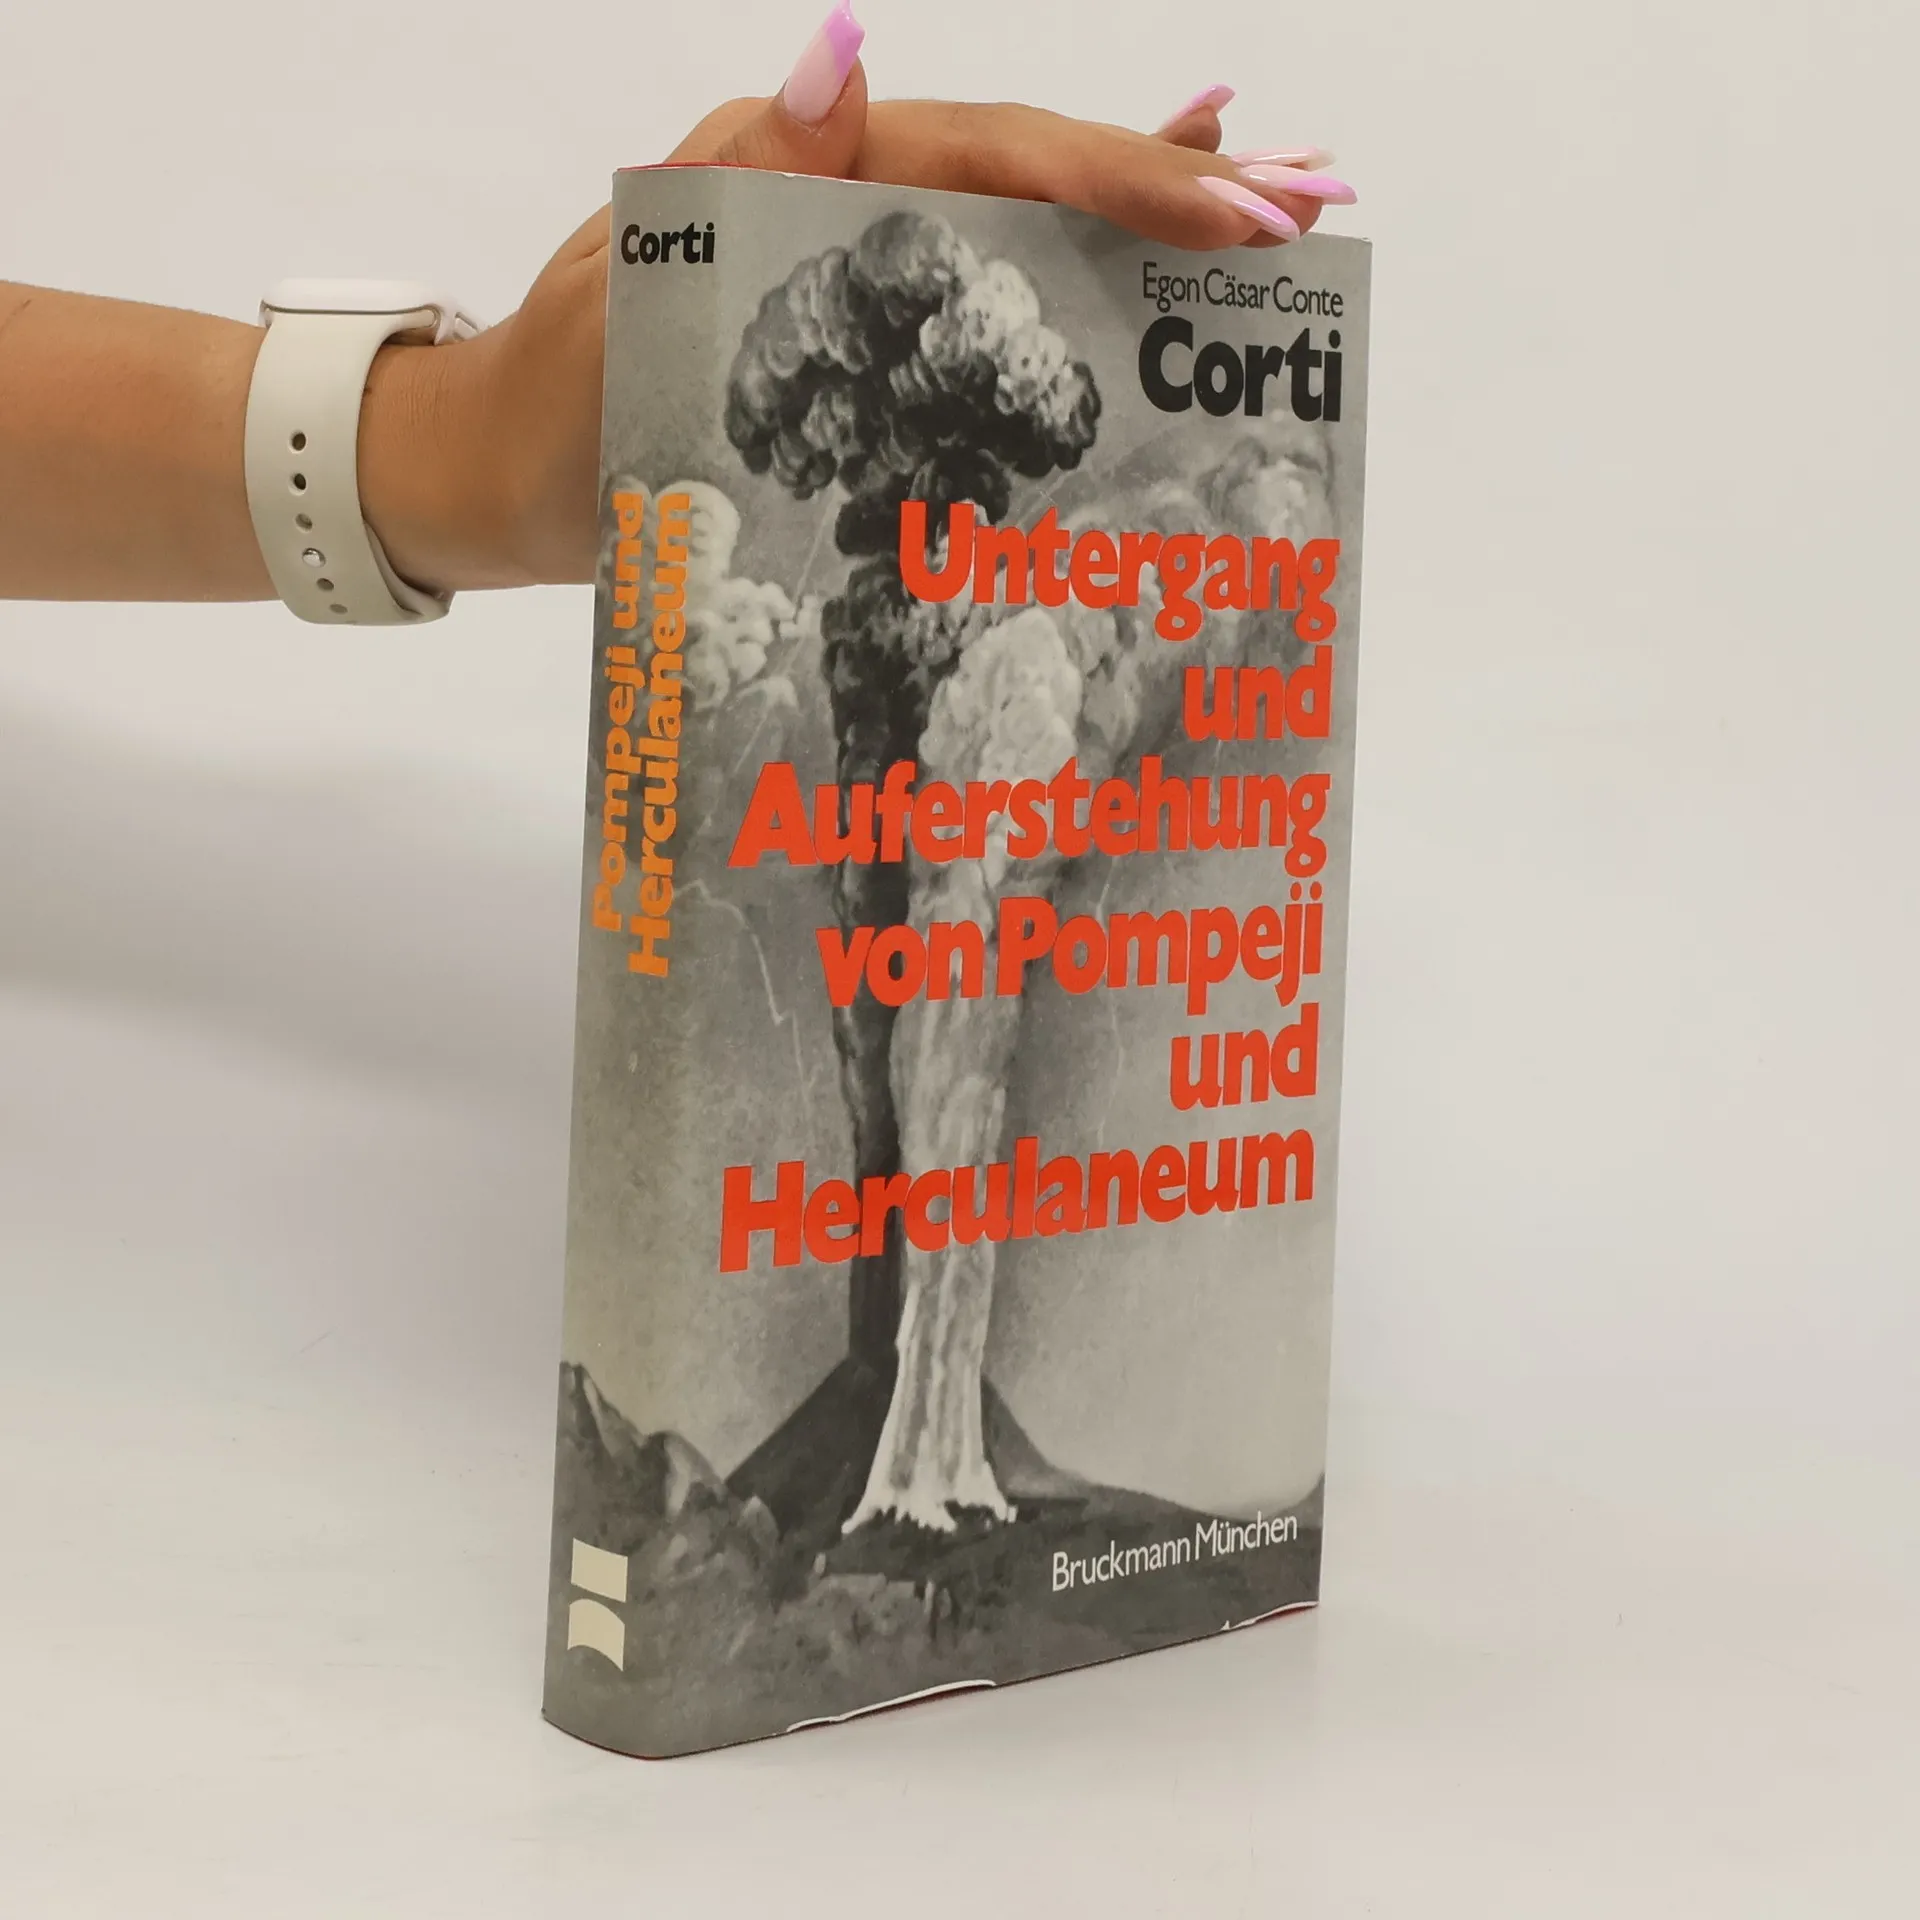 Corti
Pompeji und
Herculaneum
Egon Cäsar Conte
Corti
Untergang
und
Auferstehung
von Pompeji
und
Herculaneum
Bruckmann München